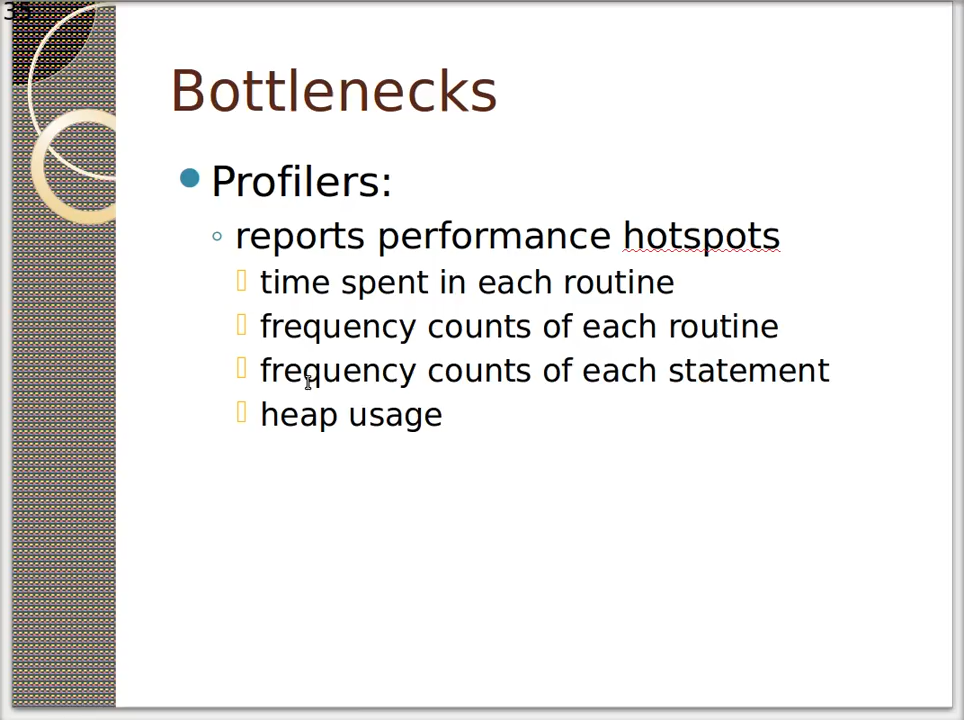 35
Bottlenecks
Profilers:
reports performance hotspots
time spent in each routine
frequency counts of each routine
frequency counts of each statement
heap usage